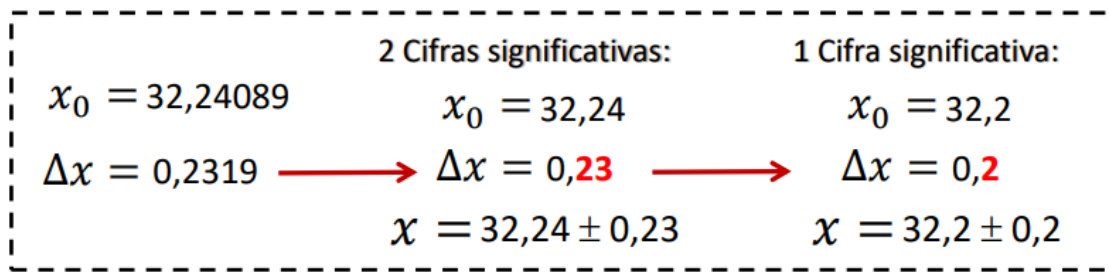 x₀ = 32,24089
Δx = 0,2319
2 Cifras significativas:
x₀ = 32,24
Δx = 0,23
x = 32,24 ± 0,23
1 Cifra significativa:
x₀ = 32,2
Δx = 0,2
x = 32,2 ± 0,2